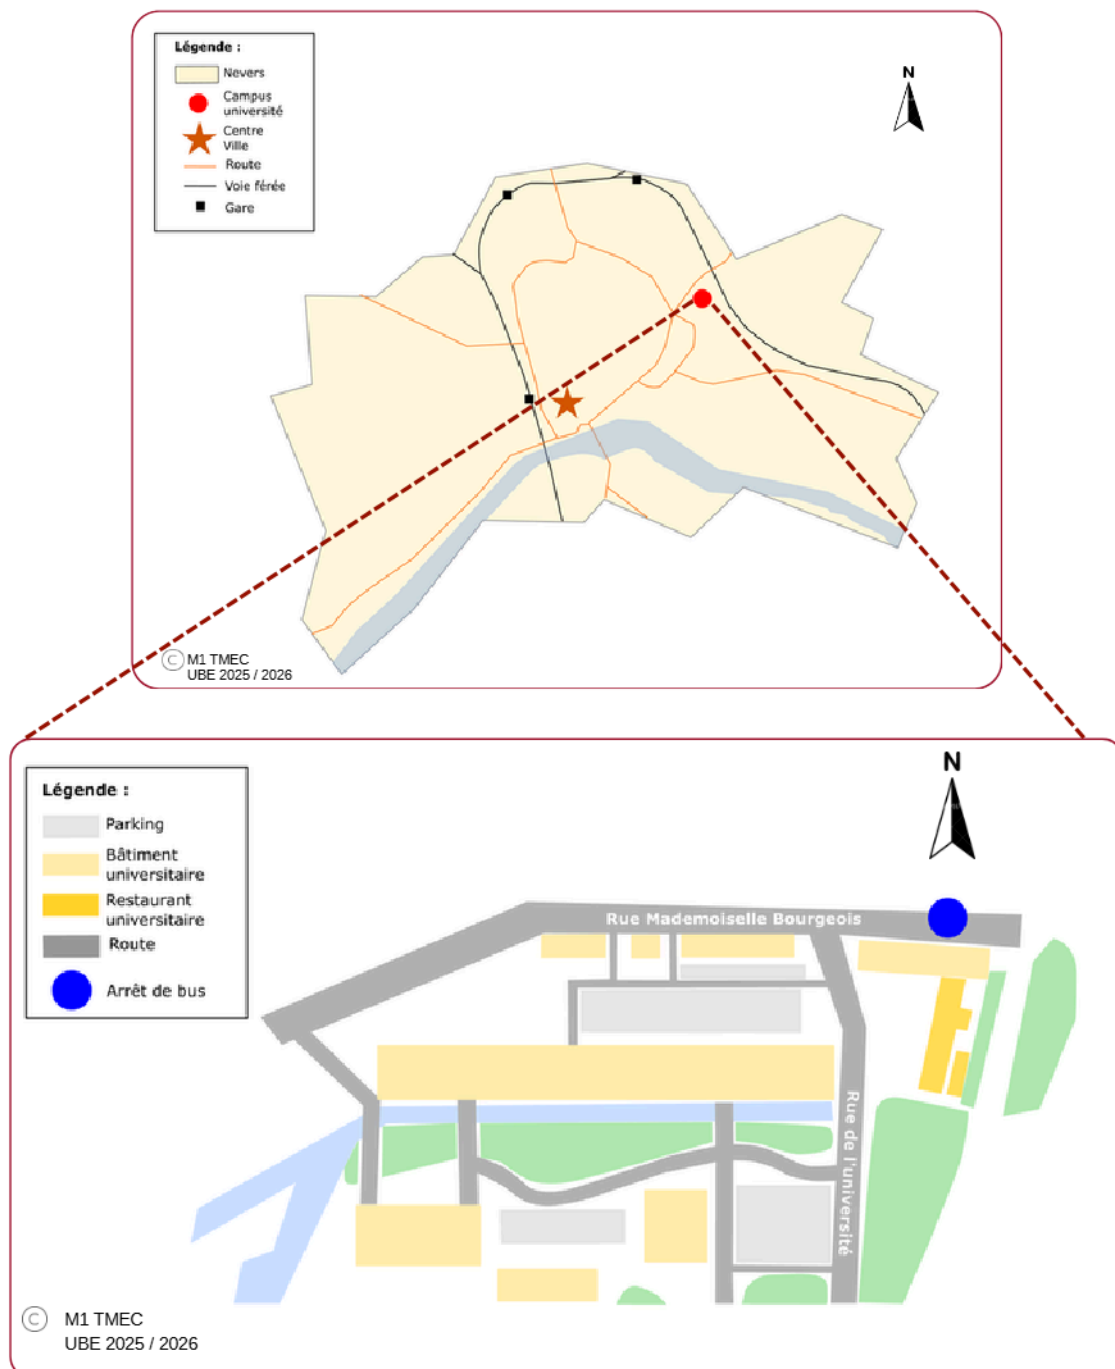 Légende :
Nevers
Campus
université
Centre
Ville
Route
Voie férée
Gare
N
© M1 TMEC
UBE 2025 / 2026
Légende :
Parking
Bâtiment
universitaire
Restaurant
universitaire
Route
Arrêt de bus
N
Rue Mademoiselle Bourgeois
Rue de l'université
© M1 TMEC
UBE 2025 / 2026